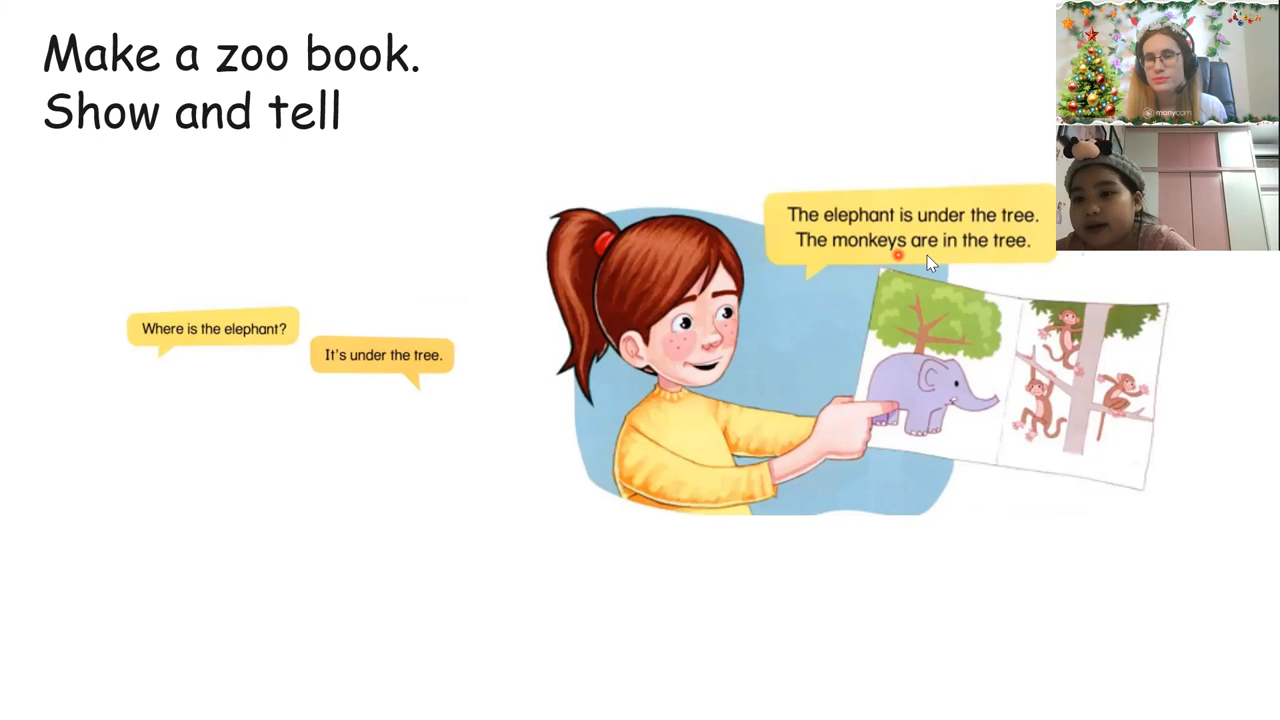 Make a zoo book.
Show and tell
The elephant is under the tree.
The monkeys are in the tree.
Where is the elephant?
It's under the tree.
manycam